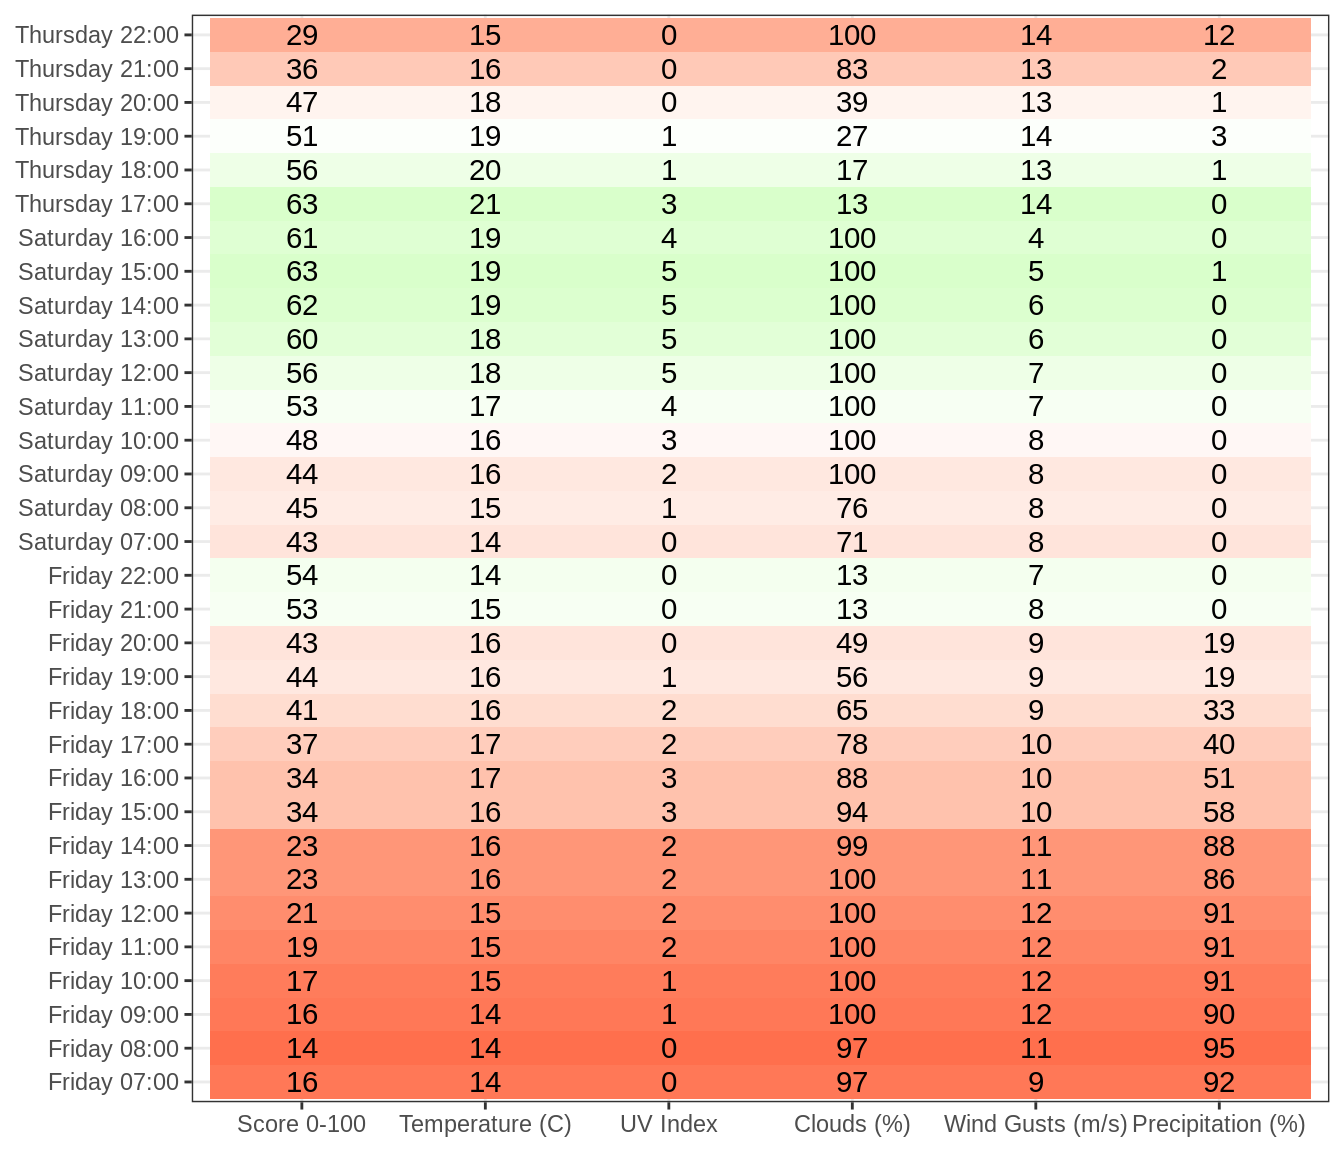 Thursday 22:00 29 15 0 100 14 12
Thursday 21:00 36 16 0 83 13 2
Thursday 20:00 47 18 0 39 13 1
Thursday 19:00 51 19 1 27 14 3
Thursday 18:00 56 20 1 17 13 1
Thursday 17:00 63 21 3 13 14 0
Saturday 16:00 61 19 4 100 4 0
Saturday 15:00 63 19 5 100 5 1
Saturday 14:00 62 19 5 100 6 0
Saturday 13:00 60 18 5 100 6 0
Saturday 12:00 56 18 5 100 7 0
Saturday 11:00 53 17 4 100 7 0
Saturday 10:00 48 16 3 100 8 0
Saturday 09:00 44 16 2 100 8 0
Saturday 08:00 45 15 1 76 8 0
Saturday 07:00 43 14 0 71 8 0
Friday 22:00 54 14 0 13 7 0
Friday 21:00 53 15 0 13 8 0
Friday 20:00 43 16 0 49 9 19
Friday 19:00 44 16 1 56 9 19
Friday 18:00 41 16 2 65 9 33
Friday 17:00 37 17 2 78 10 40
Friday 16:00 34 17 3 88 10 51
Friday 15:00 34 16 3 94 10 58
Friday 14:00 23 16 2 99 11 88
Friday 13:00 23 16 2 100 11 86
Friday 12:00 21 15 2 100 12 91
Friday 11:00 19 15 2 100 12 91
Friday 10:00 17 15 1 100 12 91
Friday 09:00 16 14 1 100 12 90
Friday 08:00 14 14 0 97 11 95
Friday 07:00 16 14 0 97 9 92
Score 0-100 Temperature (C) UV Index Clouds (%) Wind Gusts (m/s) Precipitation (%)